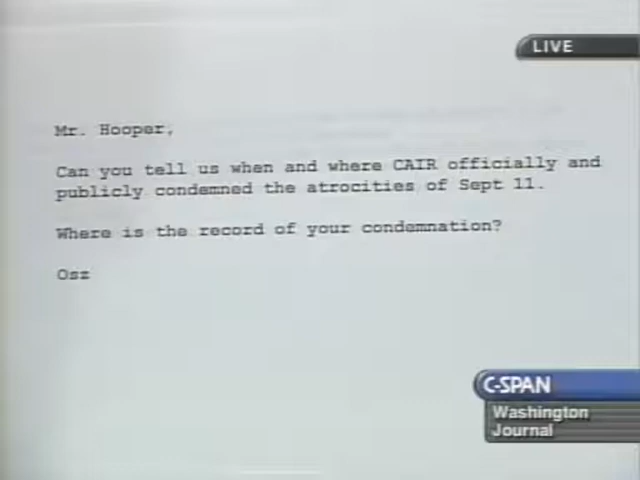 LIVE
Mr. Hooper,
Can you tell us when and where CAIR officially and
publicly condemned the atrocities of Sept 11.
Where is the record of your condemnation?
Osz
C-SPAN
Washington
Journal